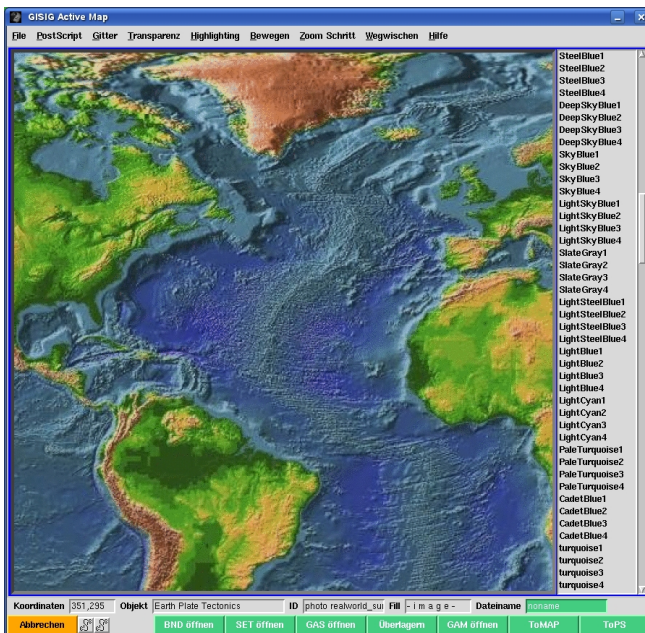 GISIG Active Map
File PostScript Gitter Transparenz Highlighting Bewegen Zoom Schritt Wegwischen Hilfe
SteelBlue1
SteelBlue2
SteelBlue3
SteelBlue4
DeepSkyBlue1
DeepSkyBlue2
DeepSkyBlue3
DeepSkyBlue4
SkyBlue1
SkyBlue2
SkyBlue3
SkyBlue4
LightSkyBlue1
LightSkyBlue2
LightSkyBlue3
LightSkyBlue4
SlateGray1
SlateGray2
SlateGray3
SlateGray4
LightSteelBlue1
LightSteelBlue2
LightSteelBlue3
LightSteelBlue4
LightBlue1
LightBlue2
LightBlue3
LightBlue4
LightCyan1
LightCyan2
LightCyan3
LightCyan4
PaleTurquoise1
PaleTurquoise2
PaleTurquoise3
PaleTurquoise4
CadetBlue1
CadetBlue2
CadetBlue3
CadetBlue4
turquoise1
turquoise2
turquoise3
turquoise4
Koordinaten 351,295 Objekt Earth Plate Tectonics ID photo realworld_sui Fill - i m a g e - Dateiname noname
Abbrechen BND öffnen SET öffnen GAS öffnen Überlagern GAM öffnen ToMAP ToPS